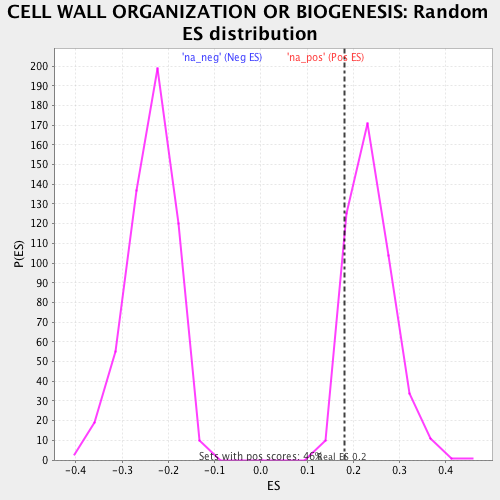 CELL WALL ORGANIZATION OR BIOGENESIS: Random
ES distribution
'na_neg' (Neg ES) 'na_pos' (Pos ES)
200
190
180
170
160
150
140
130
120
110
100
90
80
70
60
50
40
30
20
10
0
P(ES)
Sets with pos scores: 46%
Real ES 0.2
-0.4 -0.3 -0.2 -0.1 0.0 0.1 0.2 0.3 0.4
ES